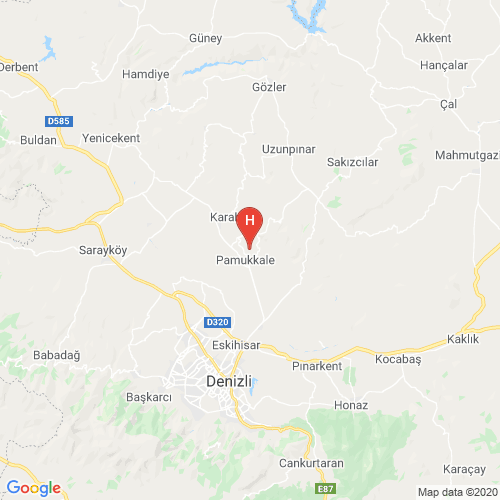 Güney
Akkent
Derbent
Hamdiye
Hançalar
Gözler
Çal
D585
Buldan
Yenicekent
Uzunpınar
Mahmutgazi
Sakızcılar
H
Pamukkale
Sarayköy
D320
Eskihisar
Kaklık
Babadağ
Kocabaş
Pınarkent
Denizli
Başkarcı
Honaz
Cankurtaran
Karaçay
E87
Google
Map data ©2020